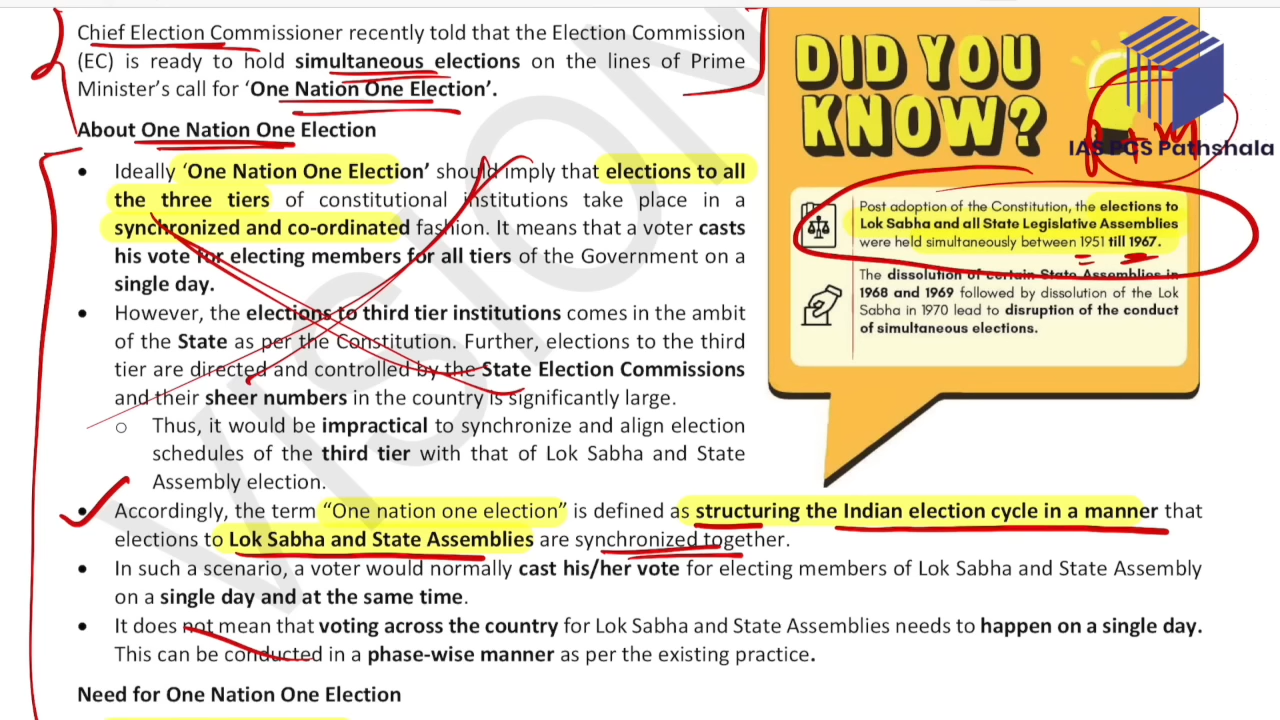 Chief Election Commissioner recently told that the Election Commission
(EC) is ready to hold simultaneous elections on the lines of Prime
Minister's call for 'One Nation One Election'.
About One Nation One Election
• Ideally 'One Nation One Election' should imply that elections to all
the three tiers of constitutional institutions take place in a
synchronized and co-ordinated fashion. It means that a voter casts
his vote for electing members for all tiers of the Government on a
single day.
• However, the elections to third tier institutions comes in the ambit
of the State as per the Constitution. Further, elections to the third
tier are directed and controlled by the State Election Commissions
and their sheer numbers in the country is significantly large.
o Thus, it would be impractical to synchronize and align election
schedules of the third tier with that of Lok Sabha and State
Assembly election.
• Accordingly, the term “One nation one election” is defined as structuring the Indian election cycle in a manner that
elections to Lok Sabha and State Assemblies are synchronized together.
• In such a scenario, a voter would normally cast his/her vote for electing members of Lok Sabha and State Assembly
on a single day and at the same time.
• It does not mean that voting across the country for Lok Sabha and State Assemblies needs to happen on a single day.
This can be conducted in a phase-wise manner as per the existing practice.
Need for One Nation One Election
DID YOU
KNOW?
IAS PCS Pathshala
Post adoption of the Constitution, the elections to
Lok Sabha and all State Legislative Assemblies
were held simultaneously between 1951 till 1967.
The dissolution of certain State Assemblies in
1968 and 1969 followed by dissolution of the Lok
Sabha in 1970 lead to disruption of the conduct
of simultaneous elections.
VISION